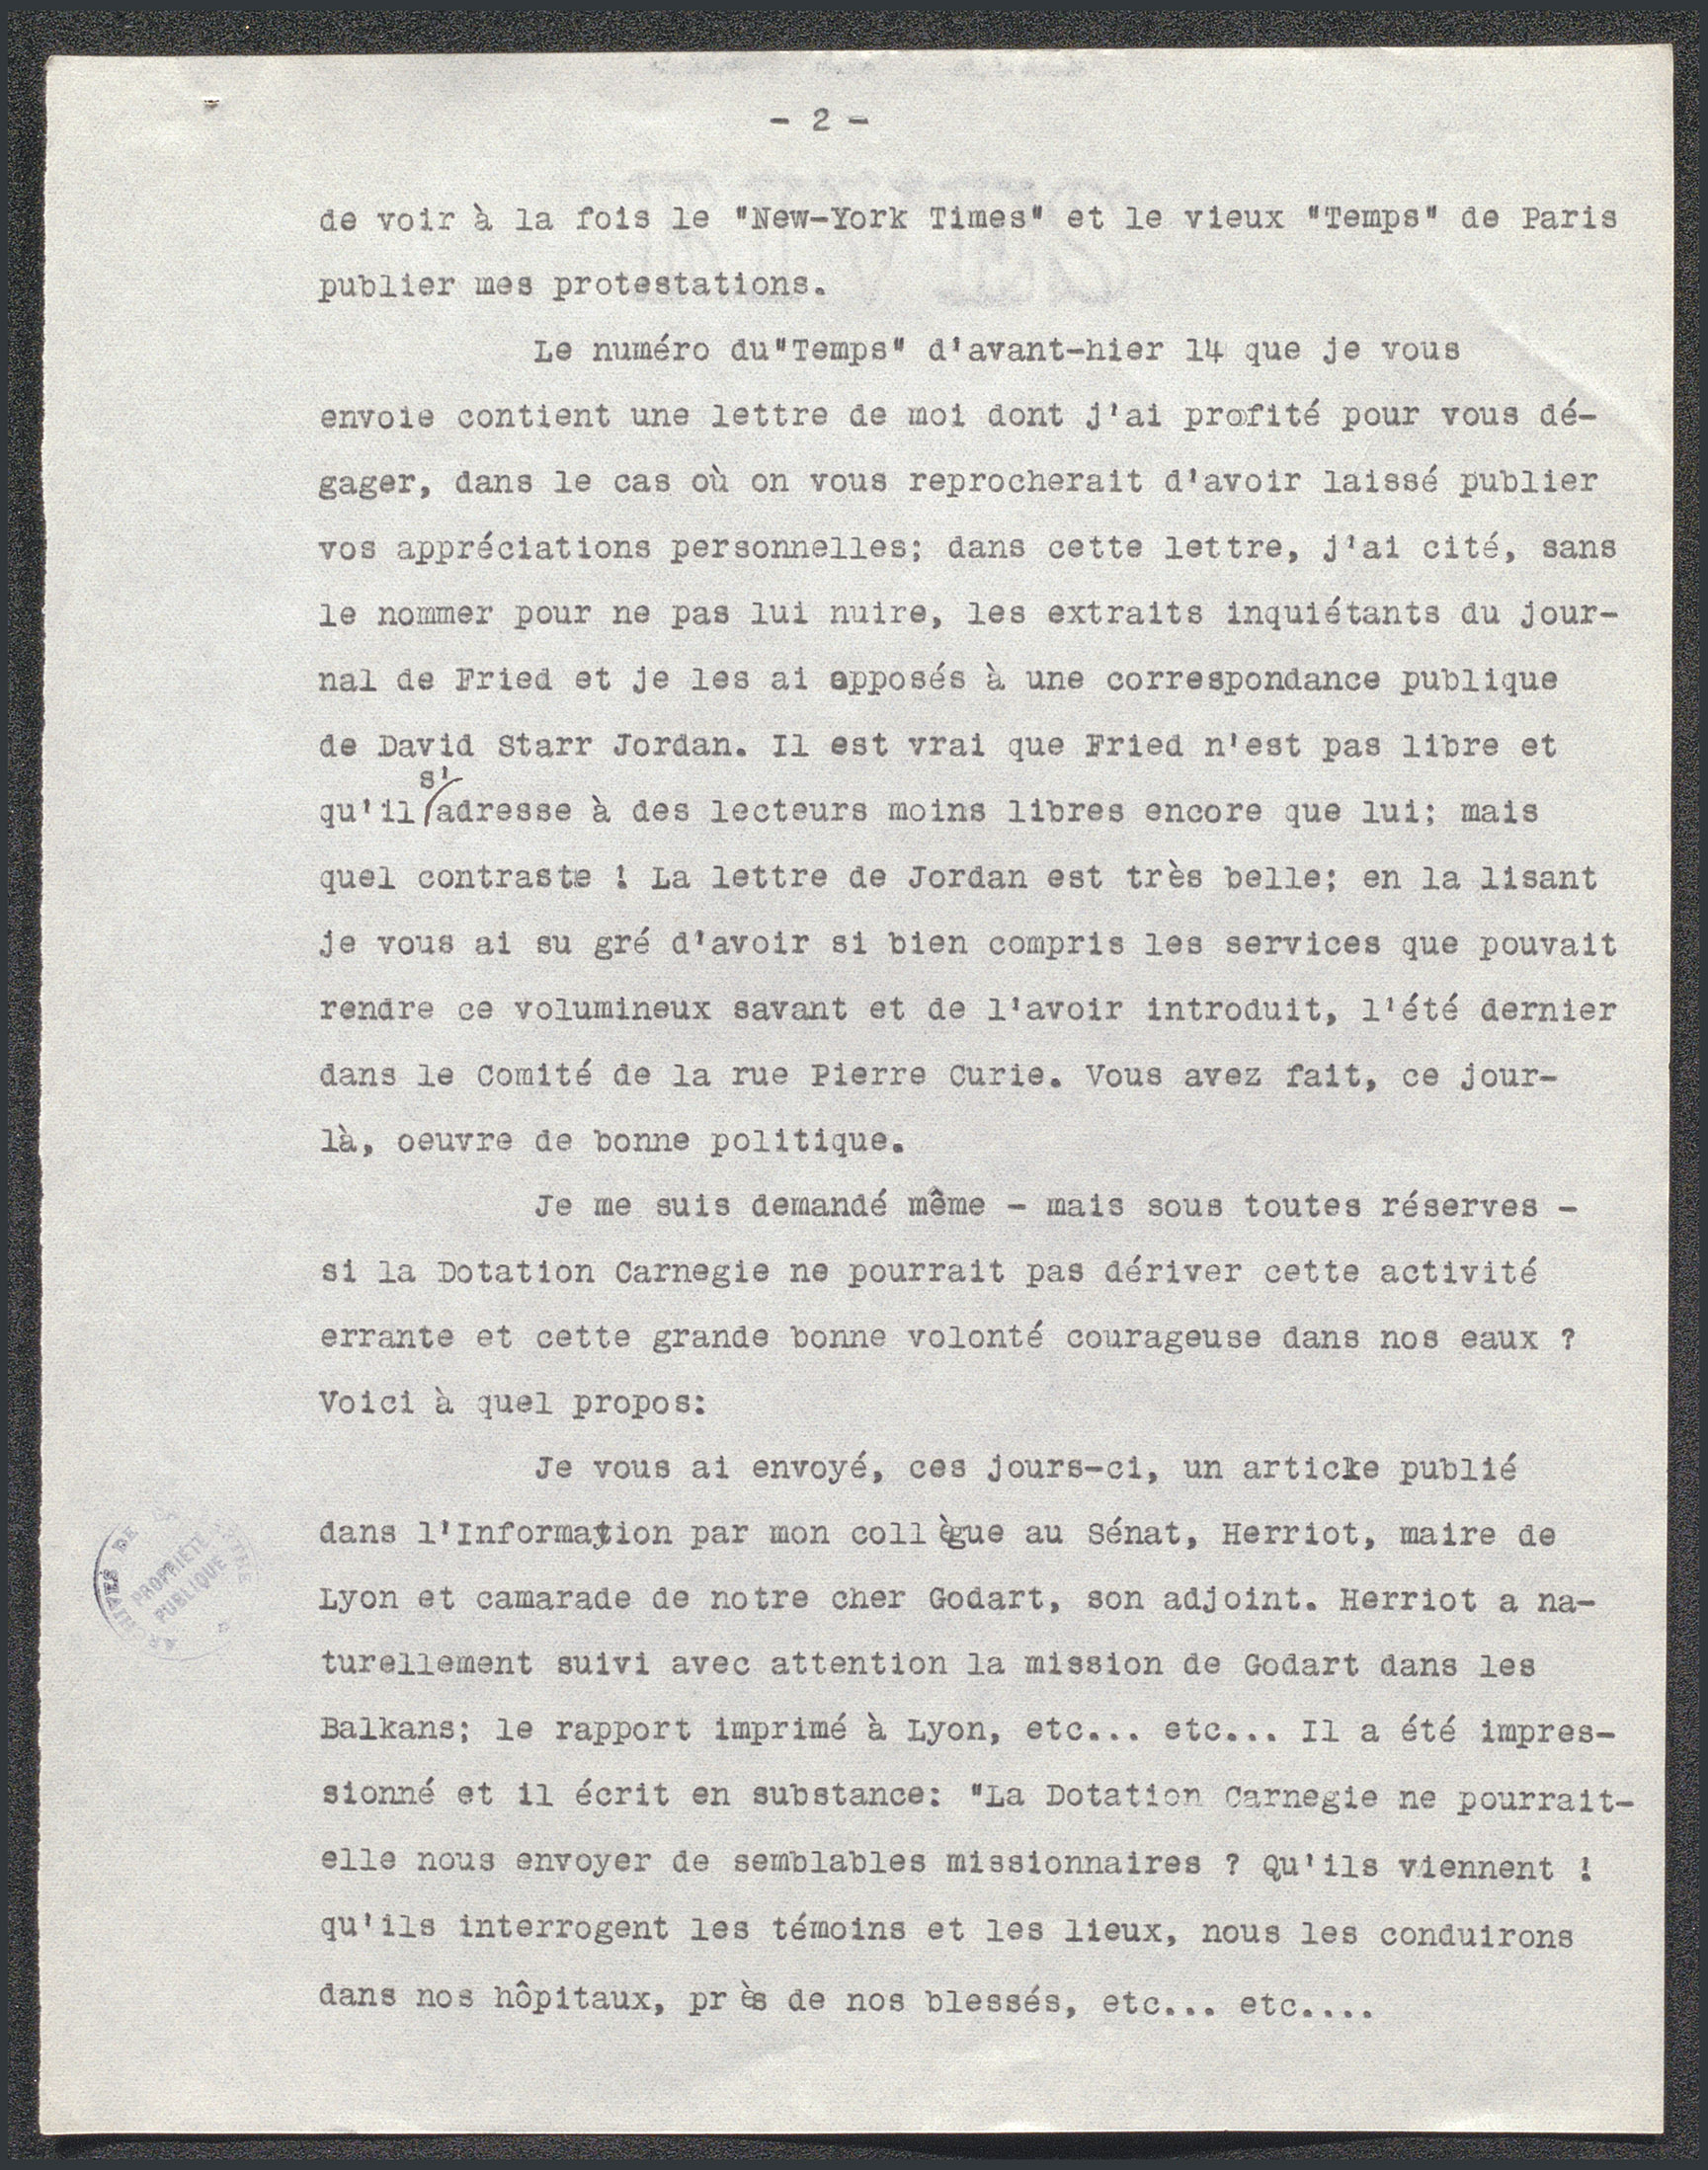 - 2 -
de voir à la fois le "New-York Times" et le vieux "Temps" de Paris
publier mes protestations.
Le numéro du"Temps" d'avant-hier 14 que je vous
envoie contient une lettre de moi dont j'ai profité pour vous dé-
gager, dans le cas où on vous reprocherait d'avoir laissé publier
vos appréciations personnelles; dans cette lettre, j'ai cité, sans
le nommer pour ne pas lui nuire, les extraits inquiétants du jour-
nal de Fried et je les ai opposés à une correspondance publique
de David Starr Jordan. Il est vrai que Fried n'est pas libre et
qu'il s'adresse à des lecteurs moins libres encore que lui; mais
quel contraste ! La lettre de Jordan est très belle; en la lisant
je vous ai su gré d'avoir si bien compris les services que pouvait
rendre ce volumineux savant et de l'avoir introduit, l'été dernier
dans le Comité de la rue Pierre Curie. Vous avez fait, ce jour-
là, oeuvre de bonne politique.
Je me suis demandé même - mais sous toutes réserves -
si la Dotation Carnegie ne pourrait pas dériver cette activité
errante et cette grande bonne volonté courageuse dans nos eaux ?
Voici à quel propos:
Je vous ai envoyé, ces jours-ci, un article publié
dans l'Information par mon collègue au Sénat, Herriot, maire de
Lyon et camarade de notre cher Godart, son adjoint. Herriot a na-
turellement suivi avec attention la mission de Godart dans les
Balkans; le rapport imprimé à Lyon, etc... etc... Il a été impres-
sionné et il écrit en substance: "La Dotation Carnegie ne pourrait-
elle nous envoyer de semblables missionnaires ? Qu'ils viennent !
qu'ils interrogent les témoins et les lieux, nous les conduirons
dans nos hôpitaux, près de nos blessés, etc... etc....
ARCHIVES DE
PROPRIÉTÉ
PUBLIQUE